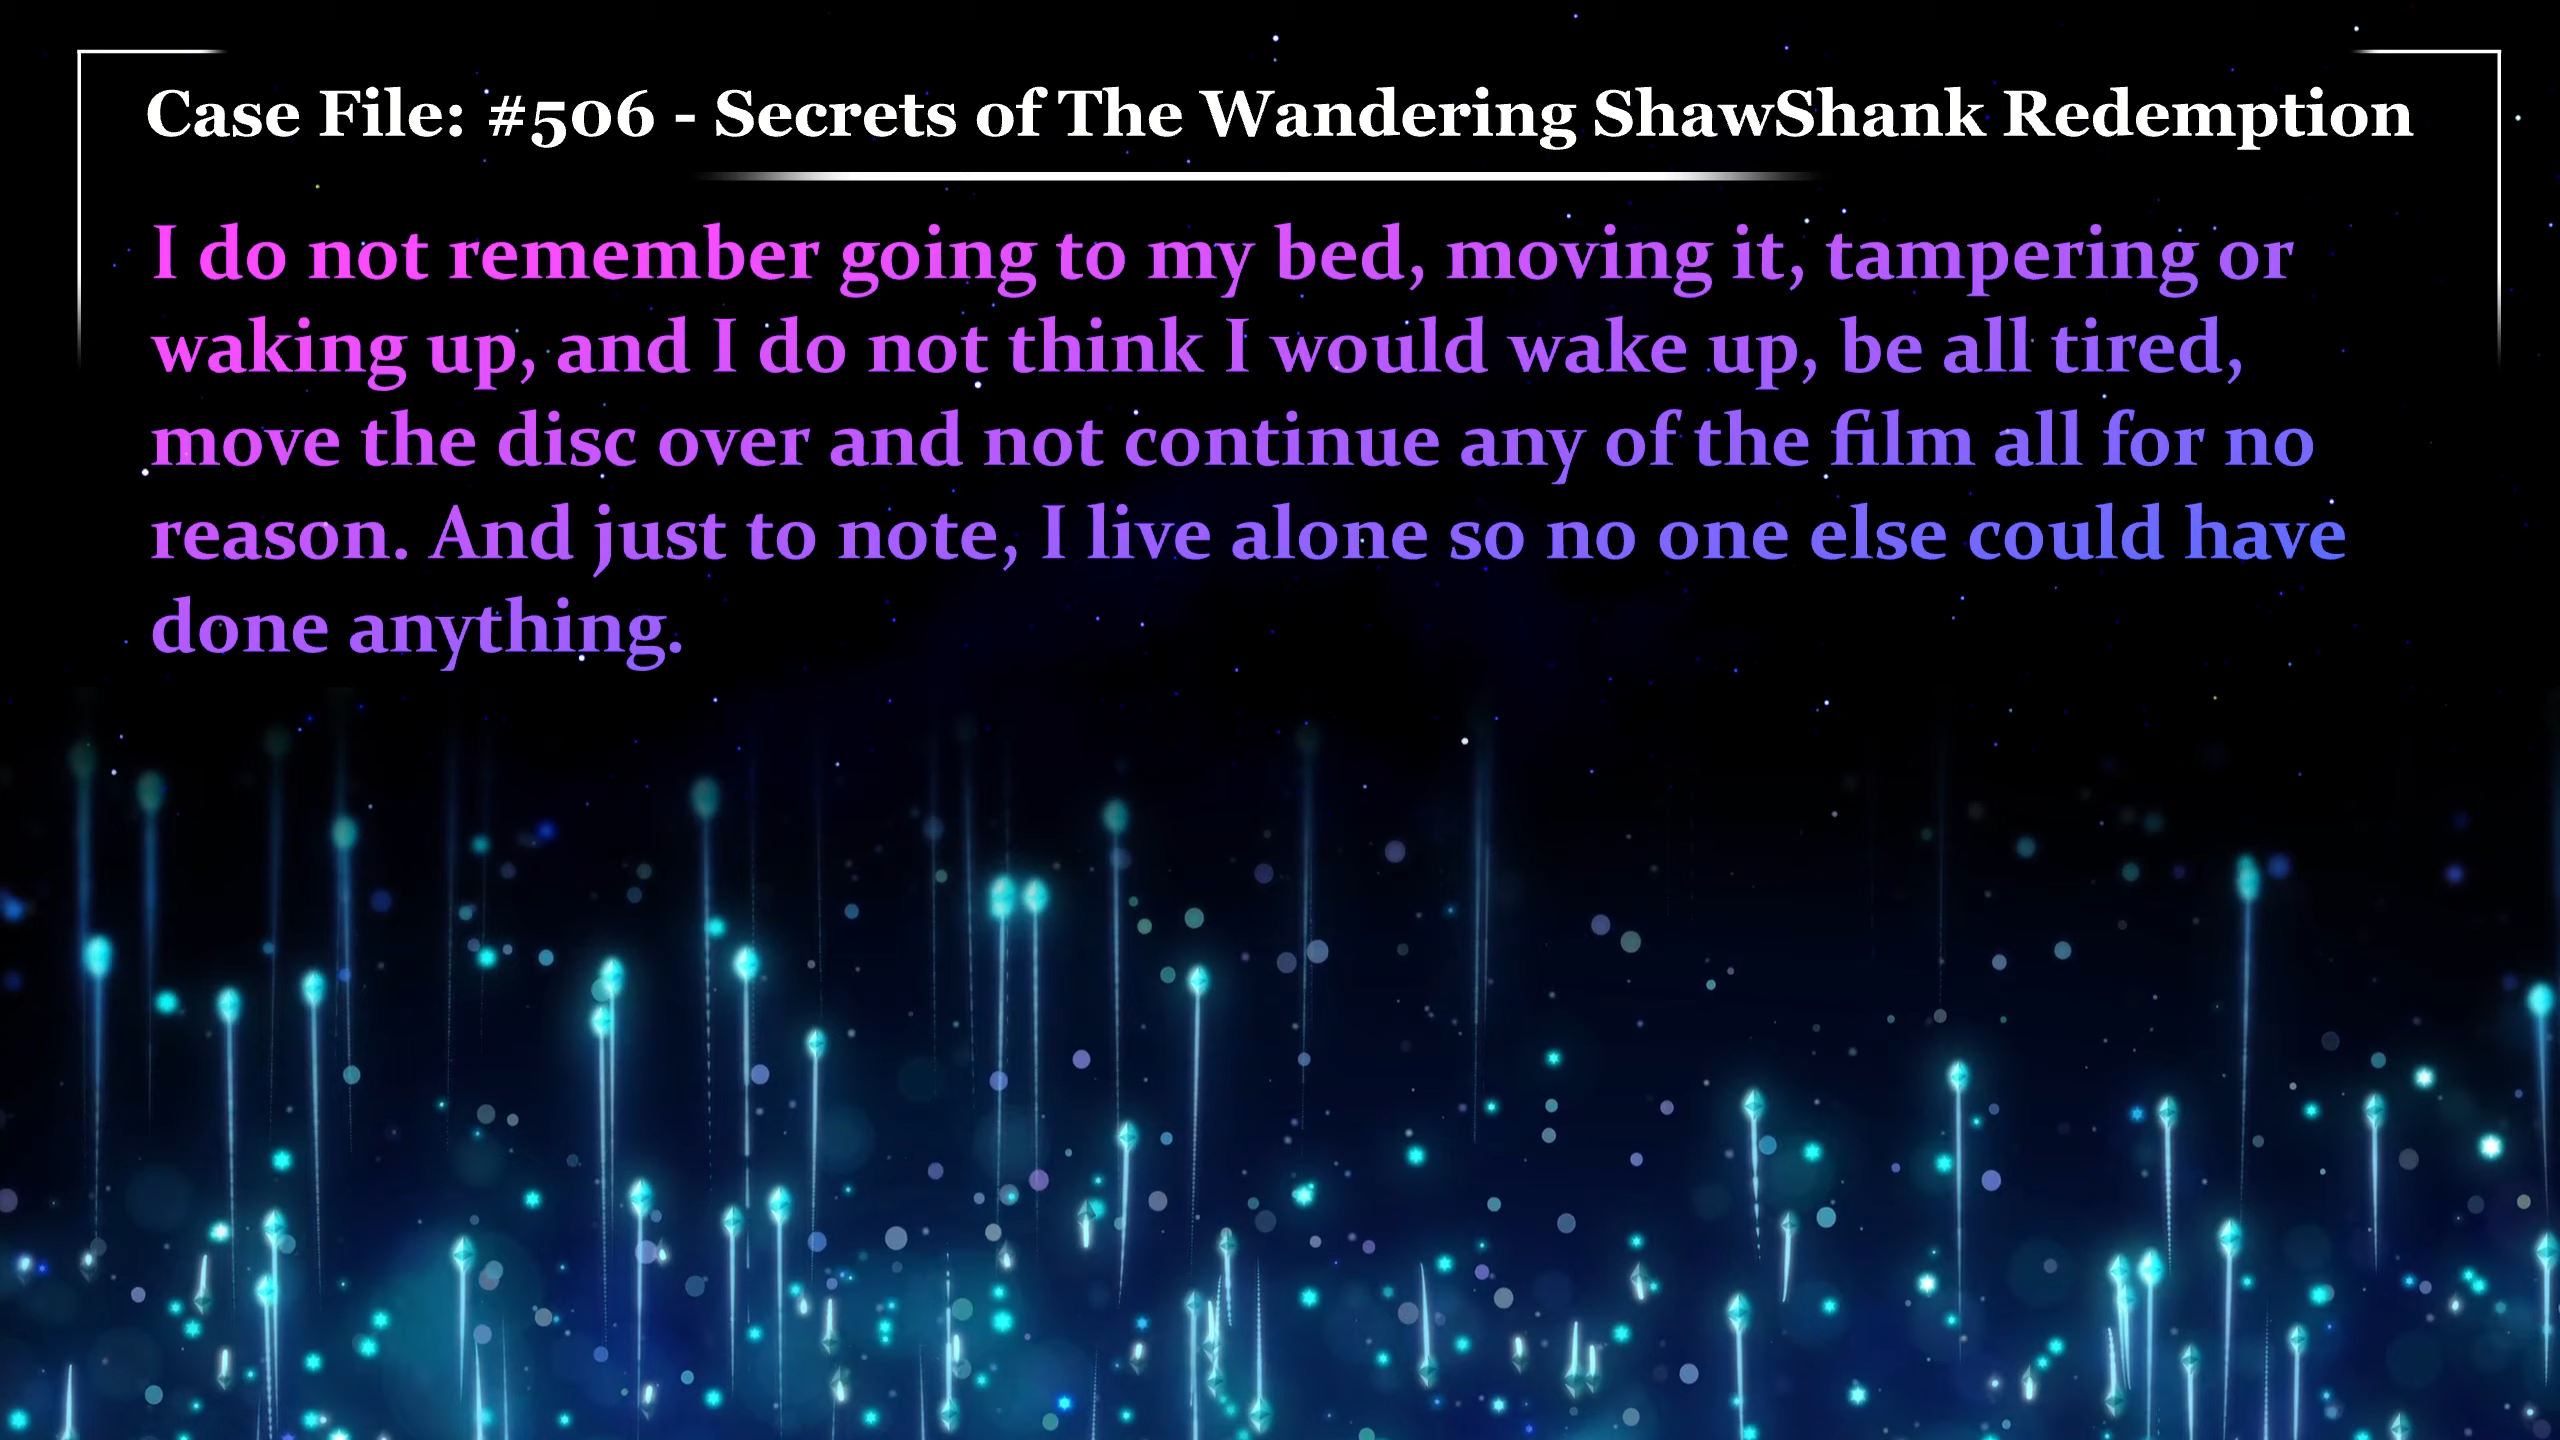 Case File: #506 - Secrets of The Wandering ShawShank Redemption
I do not remember going to my bed, moving it, tampering or
waking up, and I do not think I would wake up, be all tired,
move the disc over and not continue any of the film all for no
reason. And just to note, I live alone so no one else could have
done anything.